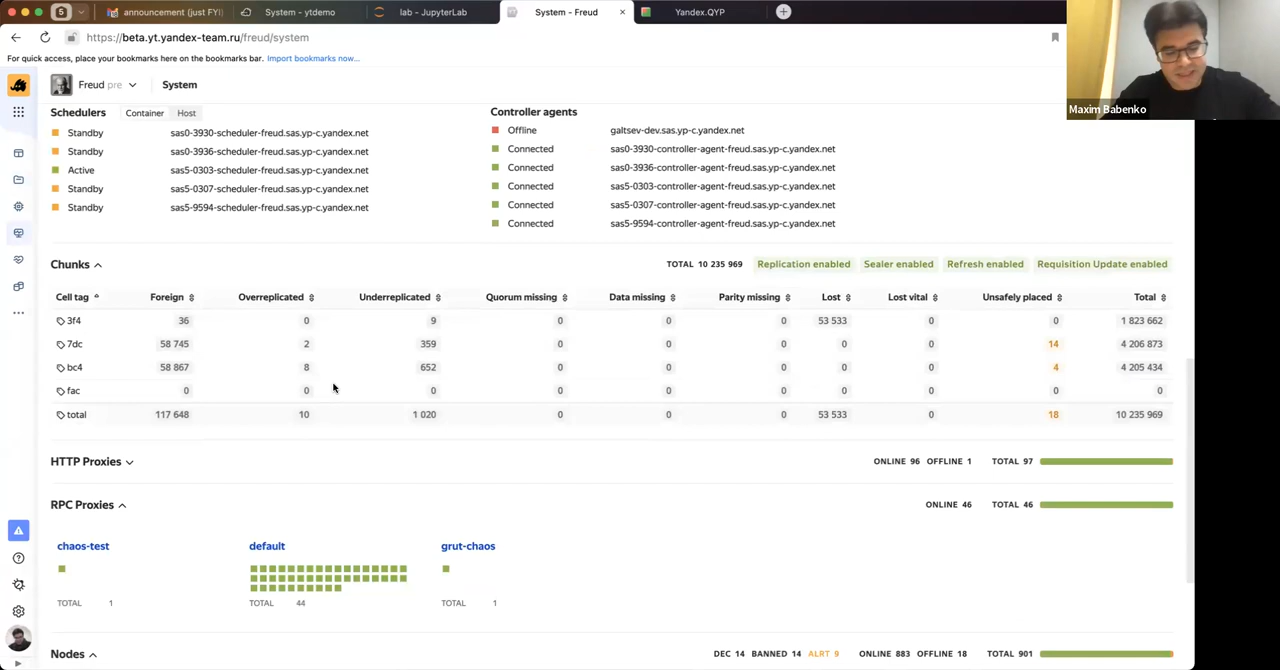 5 announcement (just FYI) System - ytdemo lab - JupyterLab System - Freud Yandex.QYP
https://beta.yt.yandex-team.ru/freud/system
For quick access, place your bookmarks here on the bookmarks bar. Import bookmarks now...
Freud pre System
Maxim Babenko
Schedulers Container Host
Standby sas0-3930-scheduler-freud.sas.yp-c.yandex.net
Standby sas0-3936-scheduler-freud.sas.yp-c.yandex.net
Active sas5-0303-scheduler-freud.sas.yp-c.yandex.net
Standby sas5-0307-scheduler-freud.sas.yp-c.yandex.net
Standby sas5-9594-scheduler-freud.sas.yp-c.yandex.net
Controller agents
Offline galtsev-dev.sas.yp-c.yandex.net
Connected sas0-3930-controller-agent-freud.sas.yp-c.yandex.net
Connected sas0-3936-controller-agent-freud.sas.yp-c.yandex.net
Connected sas5-0303-controller-agent-freud.sas.yp-c.yandex.net
Connected sas5-0307-controller-agent-freud.sas.yp-c.yandex.net
Connected sas5-9594-controller-agent-freud.sas.yp-c.yandex.net
Chunks TOTAL 10 235 969 Replication enabled Sealer enabled Refresh enabled Requisition Update enabled
Cell tag Foreign Overreplicated Underreplicated Quorum missing Data missing Parity missing Lost Lost vital Unsafely placed Total
3f4 36 0 9 0 0 0 53 533 0 0 1 823 662
7dc 58 745 2 359 0 0 0 0 0 14 4 206 873
bc4 58 867 8 652 0 0 0 0 0 4 4 205 434
fac 0 0 0 0 0 0 0 0 0 0
total 117 648 10 1 020 0 0 0 53 533 0 18 10 235 969
HTTP Proxies ONLINE 96 OFFLINE 1 TOTAL 97
RPC Proxies ONLINE 46 TOTAL 46
chaos-test default grut-chaos
TOTAL 1 TOTAL 44 TOTAL 1
Nodes DEC 14 BANNED 14 ALRT 9 ONLINE 883 OFFLINE 18 TOTAL 901